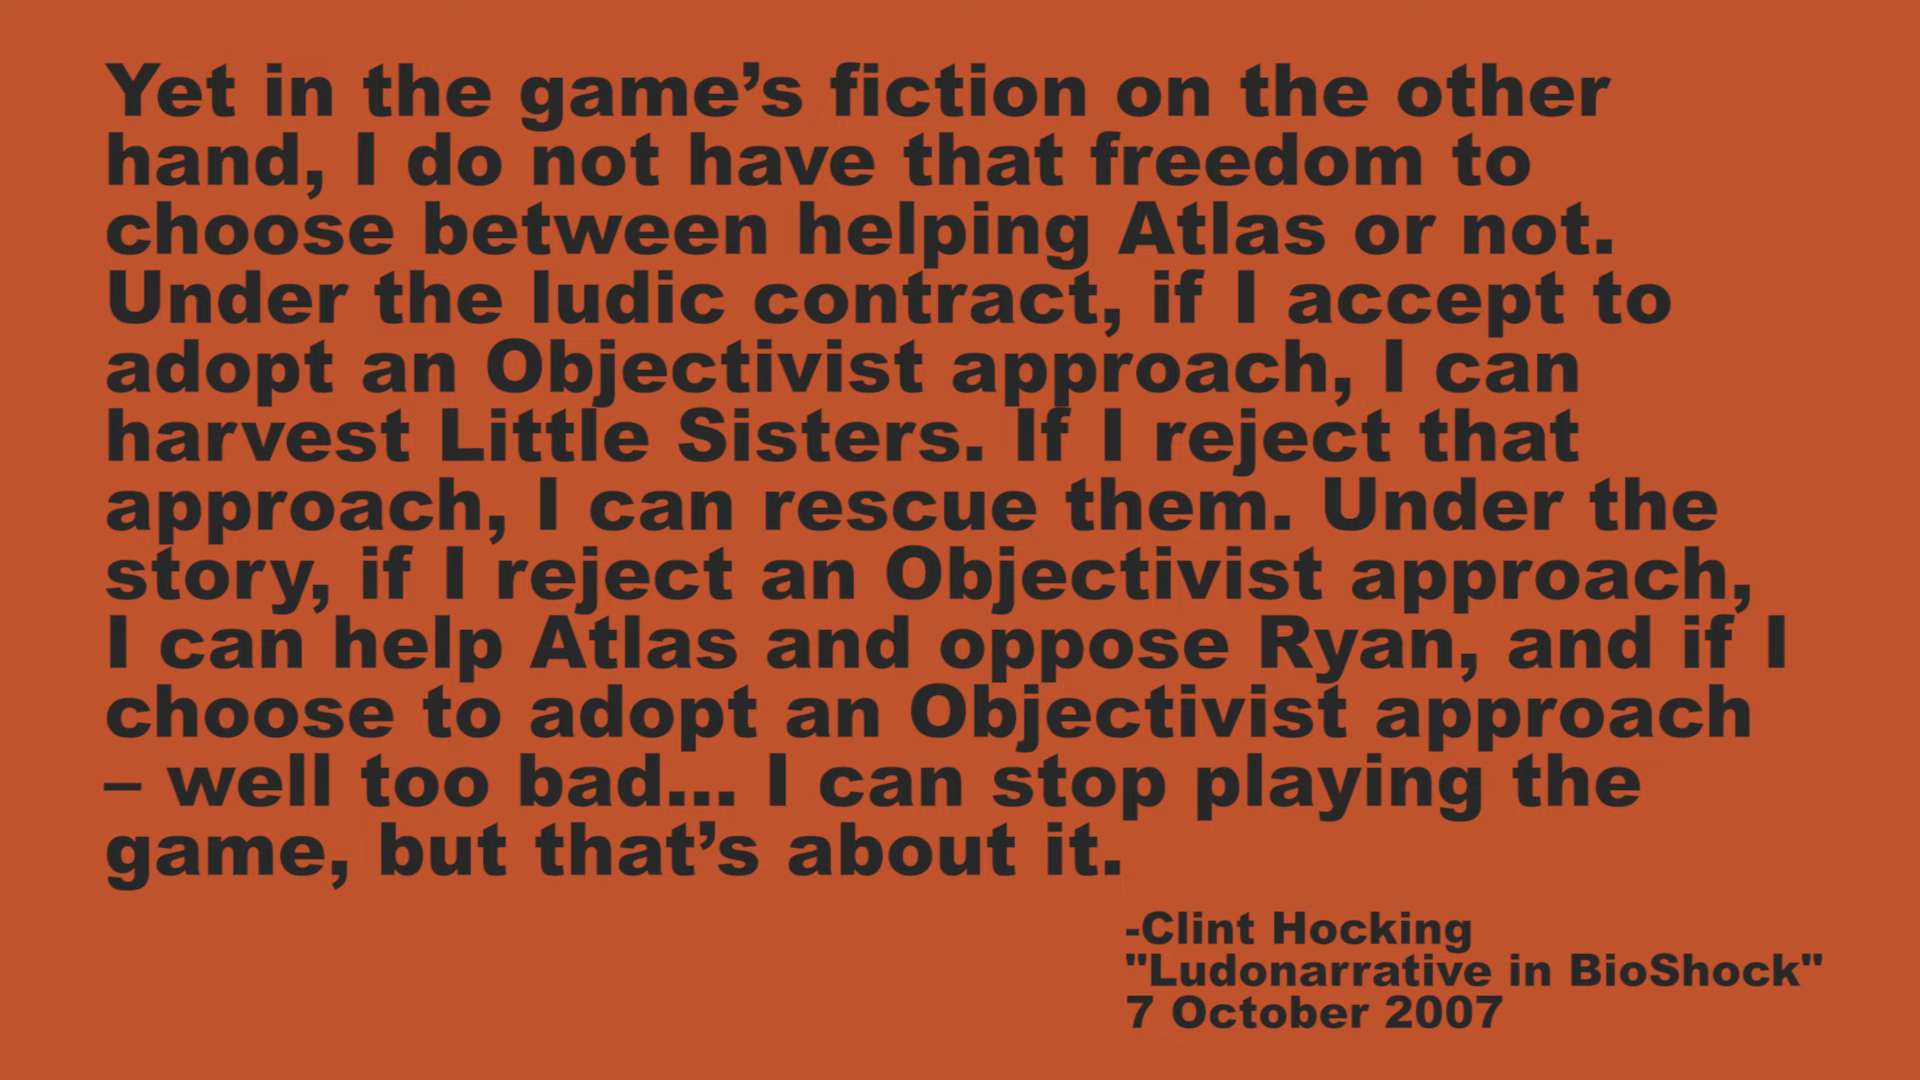 Yet in the game’s fiction on the other
hand, I do not have that freedom to
choose between helping Atlas or not.
Under the ludic contract, if I accept to
adopt an Objectivist approach, I can
harvest Little Sisters. If I reject that
approach, I can rescue them. Under the
story, if I reject an Objectivist approach,
I can help Atlas and oppose Ryan, and if I
choose to adopt an Objectivist approach
– well too bad... I can stop playing the
game, but that’s about it.
-Clint Hocking
"Ludonarrative in BioShock"
7 October 2007